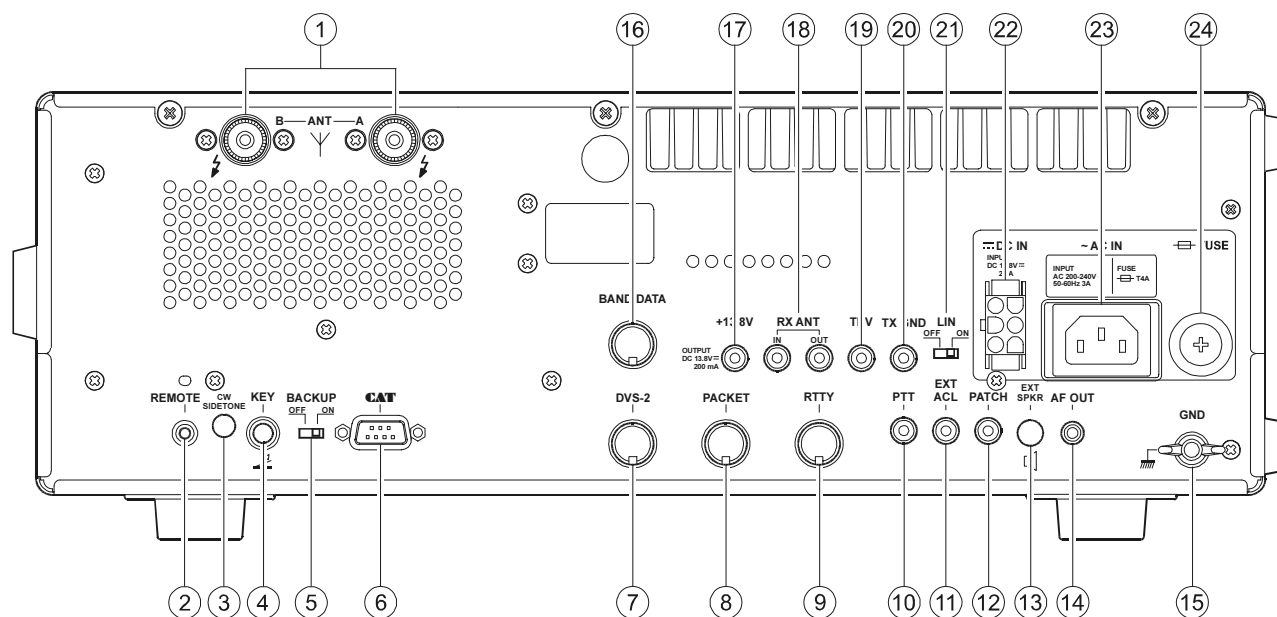 1
16
17
18
19
20
21
22
23
24
B ANT A
DC IN
~ AC IN
FUSE
INPUT
AC 200-240V
50-60Hz 3A
FUSE
T4A
BAND DATA
RX ANT
IN
OUT
TX GND
LIN
OFF
ON
OUTPUT
DC 13.8V
200 mA
REMOTE
CW
SIDETONE
KEY
BACKUP
OFF
ON
CAT
DVS-2
PACKET
RTTY
PTT
EXT
ACL
PATCH
EXT
SPKR
AF OUT
GND
2
3
4
5
6
7
8
9
10
11
12
13
14
15